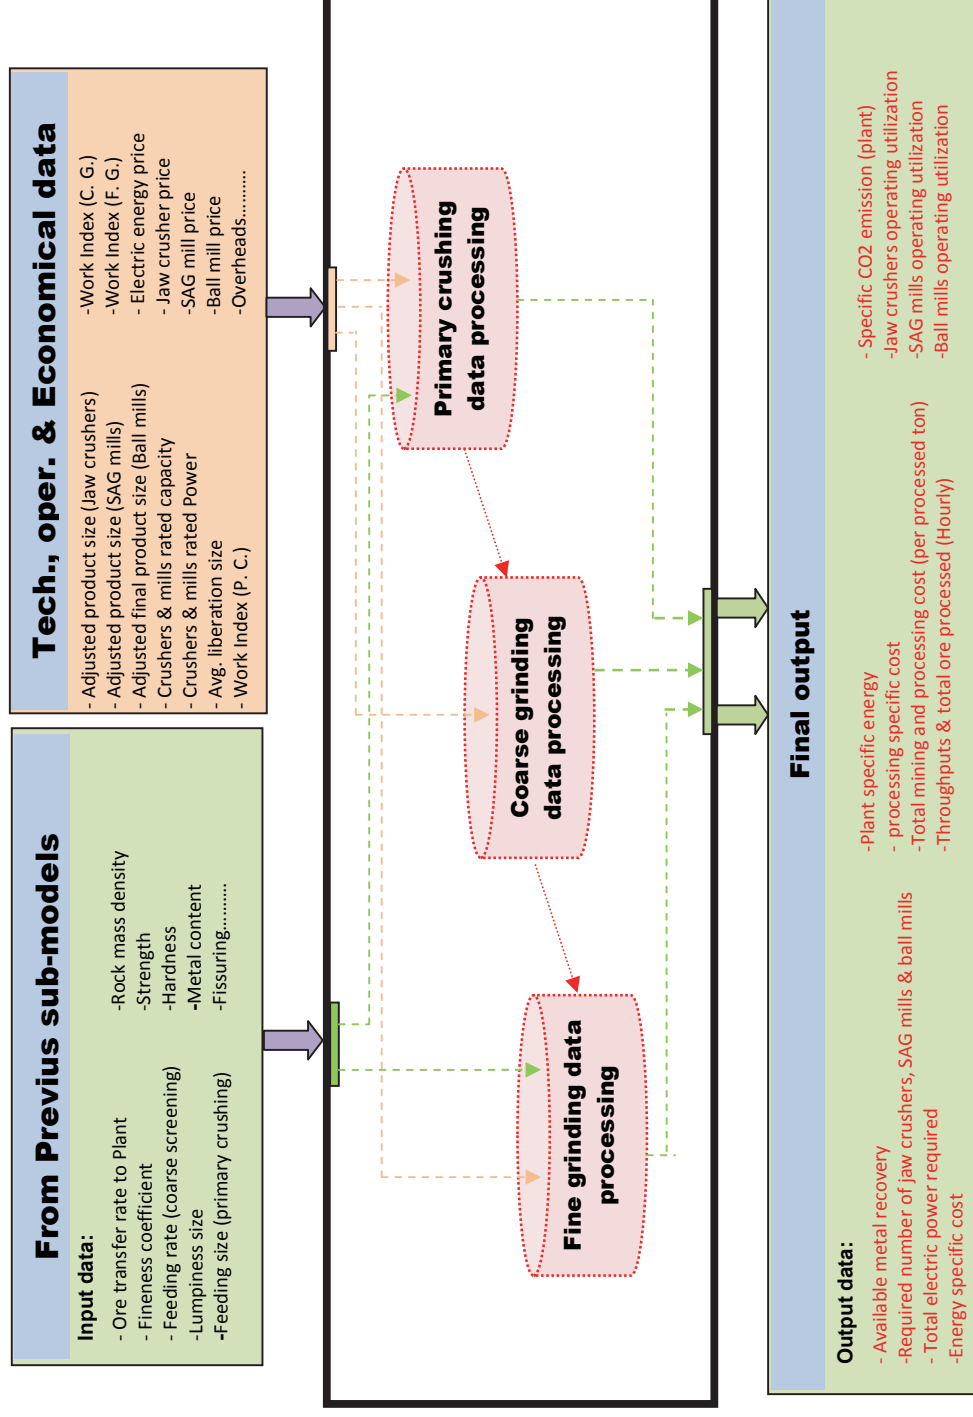 From Previus sub-models
Input data:
- Ore transfer rate to Plant
- Fineness coefficient
- Feeding rate (coarse screening)
-Lumpiness size
-Feeding size (primary crushing)
-Rock mass density
-Strength
-Hardness
-Metal content
-Fissuring..........
Tech., oper. & Economical data
- Adjusted product size (Jaw crushers)
- Adjusted product size (SAG mills)
- Adjusted final product size (Ball mills)
- Crushers & mills rated capacity
- Crushers & mills rated Power
- Avg. liberation size
- Work Index (P. C.)
-Work Index (C. G.)
-Work Index (F. G.)
- Electric energy price
- Jaw crusher price
-SAG mill price
-Ball mill price
-Overheads..........
Fine grinding data
processing
Coarse grinding
data processing
Primary crushing
data processing
Final output
Output data:
- Available metal recovery
-Required number of jaw crushers, SAG mills & ball mills
- Total electric power required
-Energy specific cost
-Plant specific energy
- processing specific cost
-Total mining and processing cost (per processed ton)
-Throughputs & total ore processed (Hourly)
- Specific CO2 emission (plant)
-Jaw crushers operating utilization
-SAG mills operating utilization
-Ball mills operating utilization